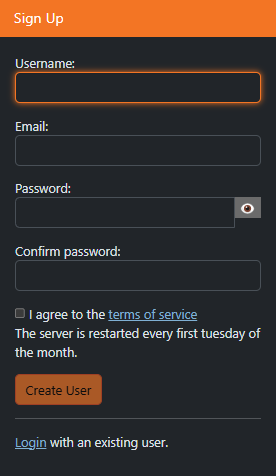 Sign Up
Username:
Email:
Password:
Confirm password:
I agree to the terms of service
The server is restarted every first tuesday of
the month.
Create User
Login with an existing user.